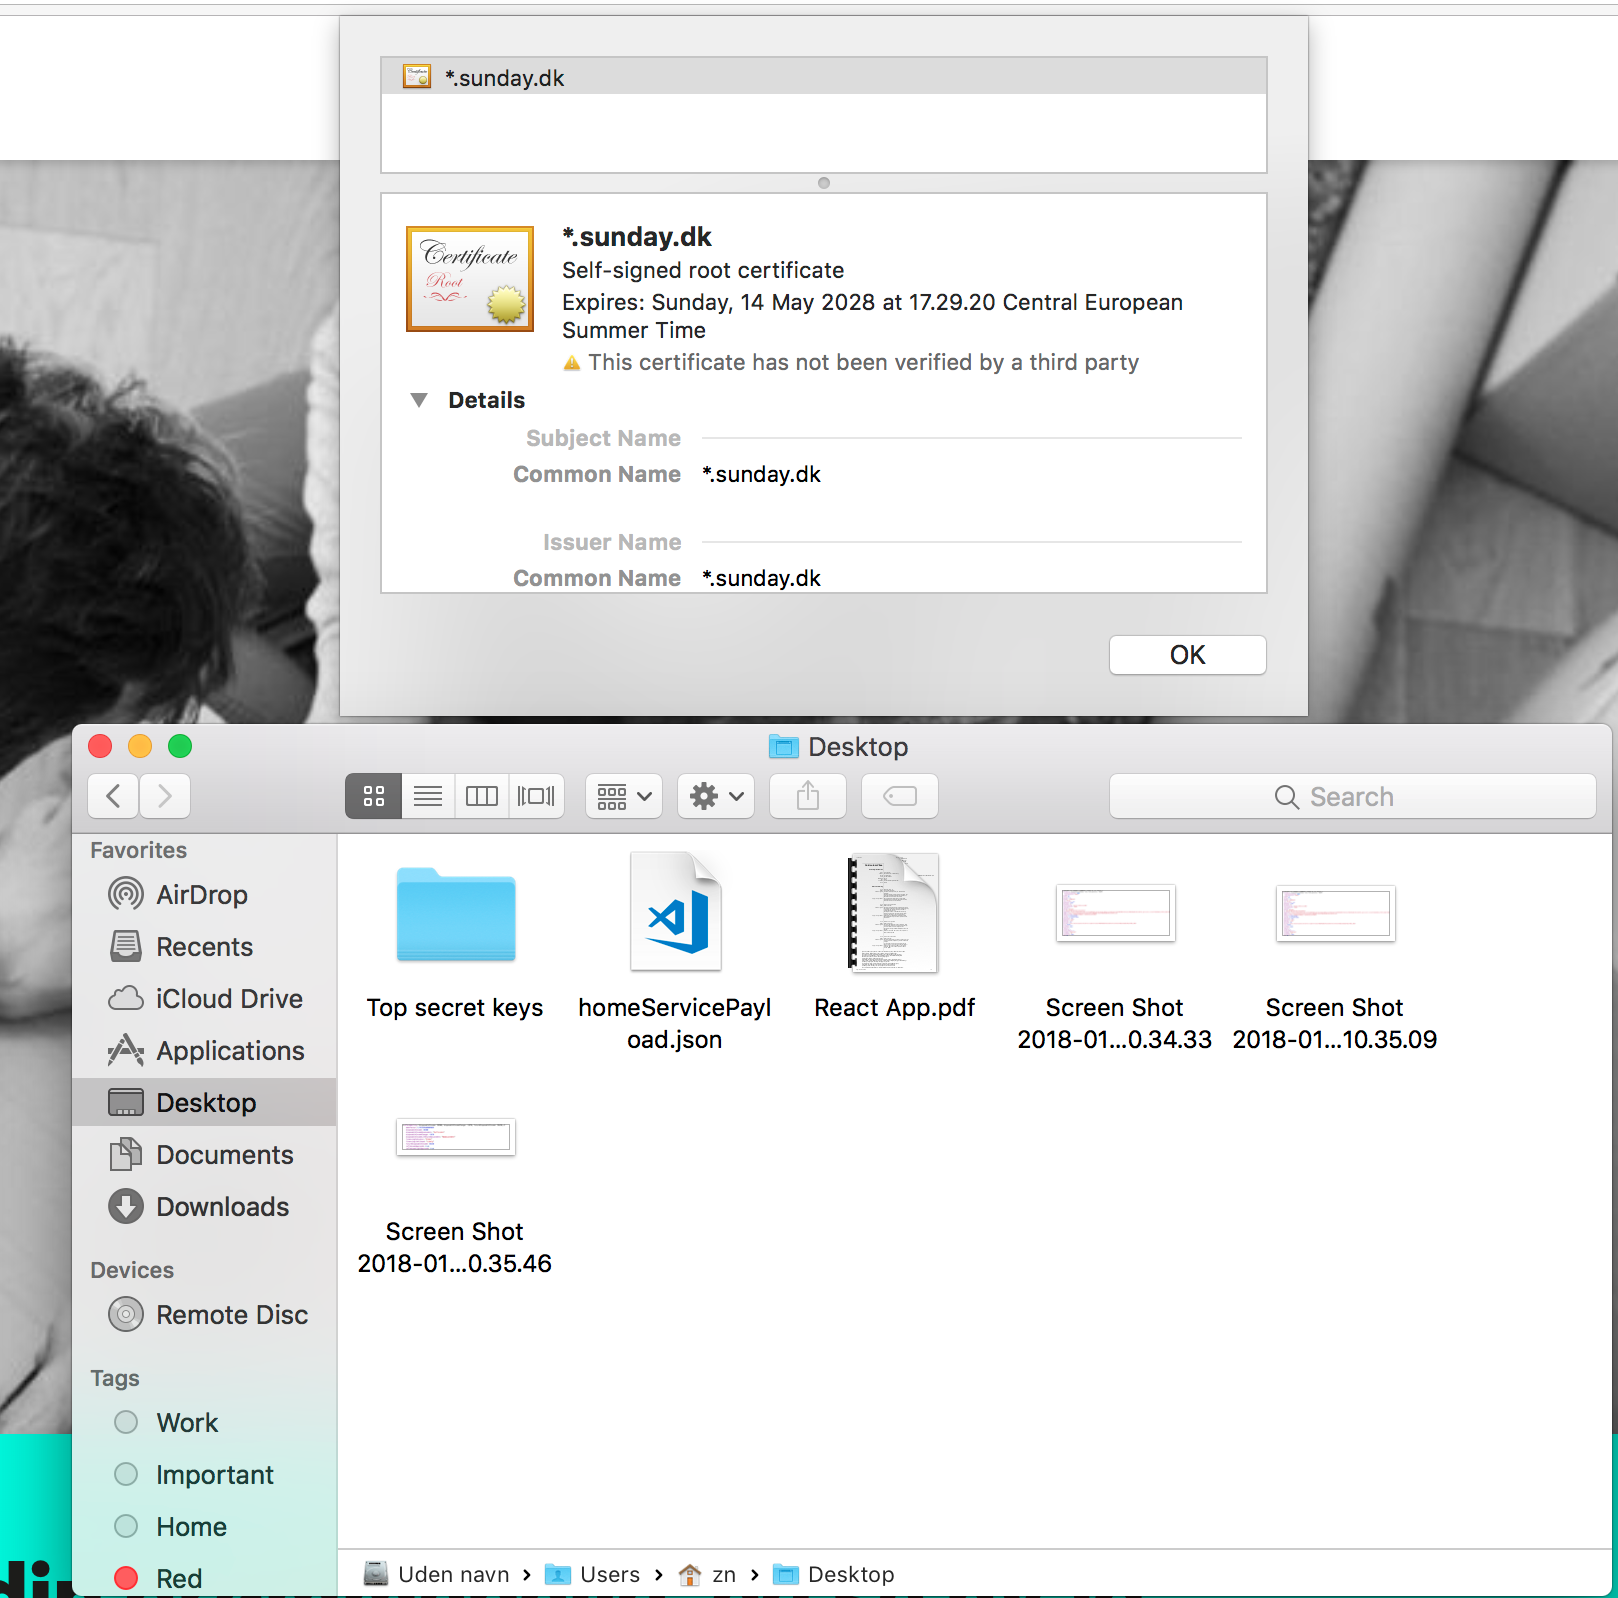 *.sunday.dk
Certificate
Root
*.sunday.dk
Self-signed root certificate
Expires: Sunday, 14 May 2028 at 17.29.20 Central European
Summer Time
This certificate has not been verified by a third party
Details
Subject Name
Common Name *.sunday.dk
Issuer Name
Common Name *.sunday.dk
OK
Desktop
Search
Favorites
AirDrop
Recents
iCloud Drive
Applications
Desktop
Documents
Downloads
Devices
Remote Disc
Tags
Work
Important
Home
Red
Top secret keys
homeServicePayl
oad.json
React App.pdf
Screen Shot
2018-01...0.34.33
Screen Shot
2018-01...10.35.09
Screen Shot
2018-01...0.35.46
Uden navn › Users › zn › Desktop